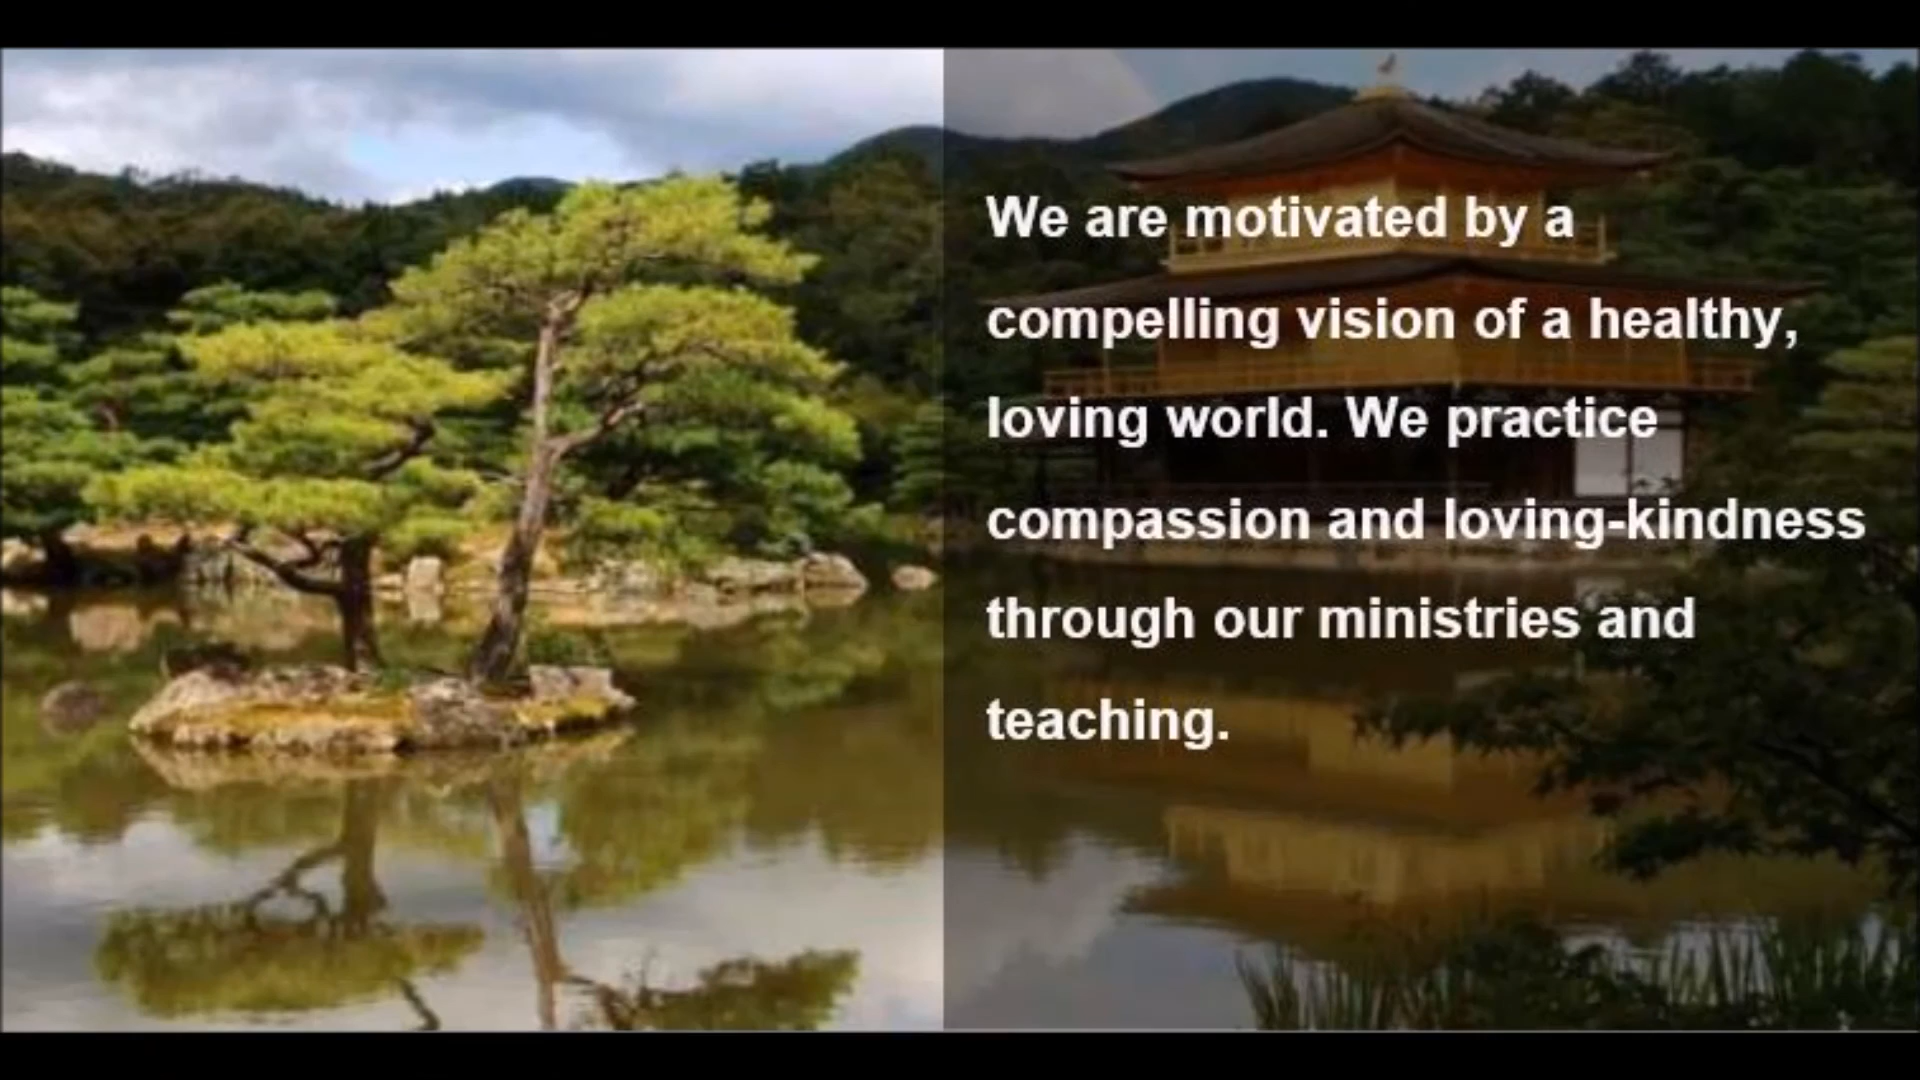 We are motivated by a
compelling vision of a healthy,
loving world. We practice
compassion and loving-kindness
through our ministries and
teaching.